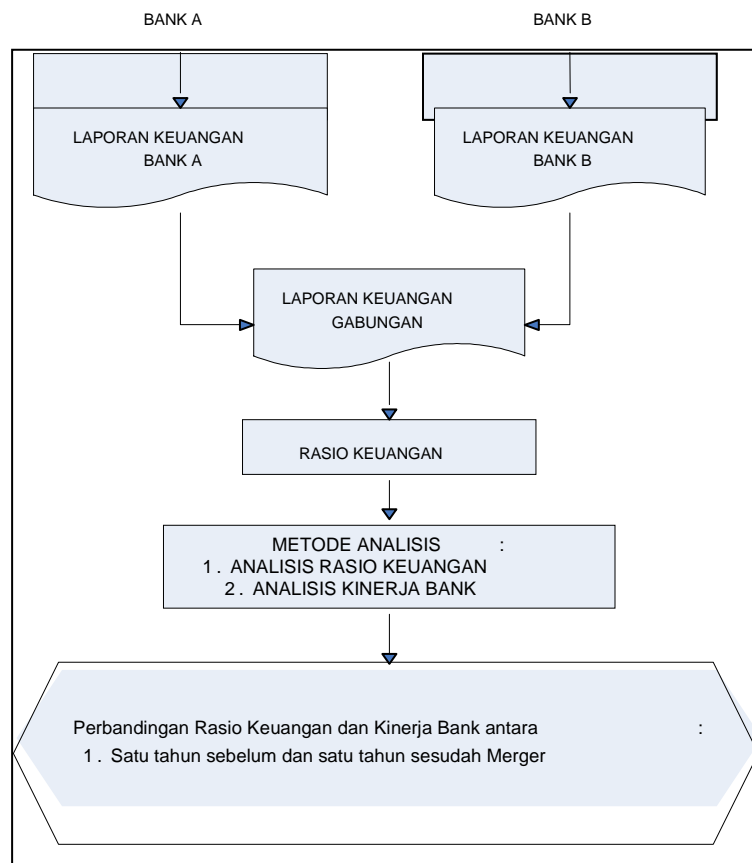 BANK A
BANK B
LAPORAN KEUANGAN
BANK A
LAPORAN KEUANGAN
BANK B
LAPORAN KEUANGAN
GABUNGAN
RASIO KEUANGAN
METODE ANALISIS :
1 . ANALISIS RASIO KEUANGAN
2 . ANALISIS KINERJA BANK
Perbandingan Rasio Keuangan dan Kinerja Bank antara :
1 . Satu tahun sebelum dan satu tahun sesudah Merger